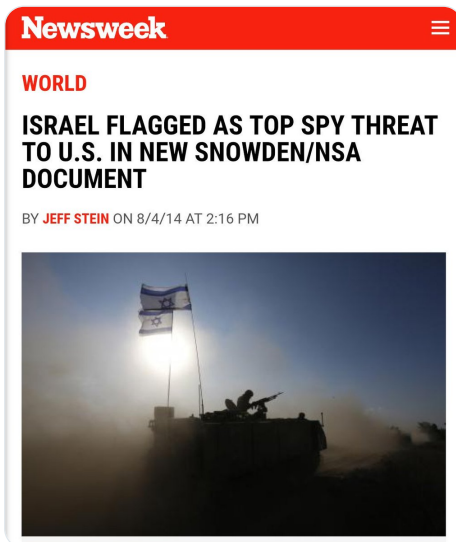 Newsweek
WORLD
ISRAEL FLAGGED AS TOP SPY THREAT
TO U.S. IN NEW SNOWDEN/NSA
DOCUMENT
BY JEFF STEIN ON 8/4/14 AT 2:16 PM